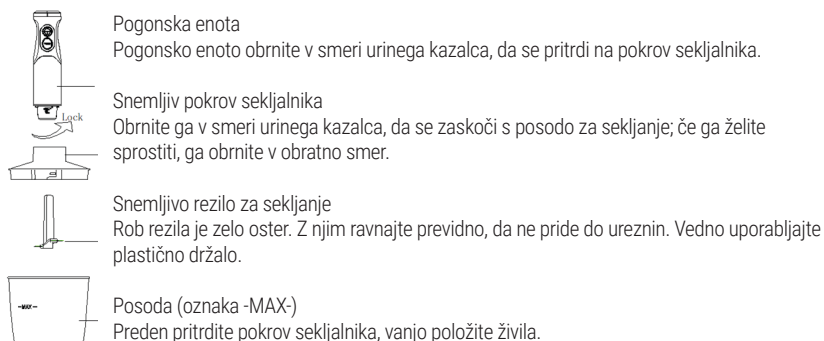 Pogonska enota
Pogonsko enoto obrnite v smeri urinega kazalca, da se pritrdi na pokrov sekljalnika.
Lock
Snemljiv pokrov sekljalnika
Obrnite ga v smeri urinega kazalca, da se zaskoči s posodo za sekljanje; če ga želite
sprostiti, ga obrnite v obratno smer.
Snemljivo rezilo za sekljanje
Rob rezila je zelo oster. Z njim ravnajte previdno, da ne pride do ureznin. Vedno uporabljajte
plastično držalo.
-MAX-
Posoda (oznaka -MAX-)
Preden pritrdite pokrov sekljalnika, vanjo položite živila.